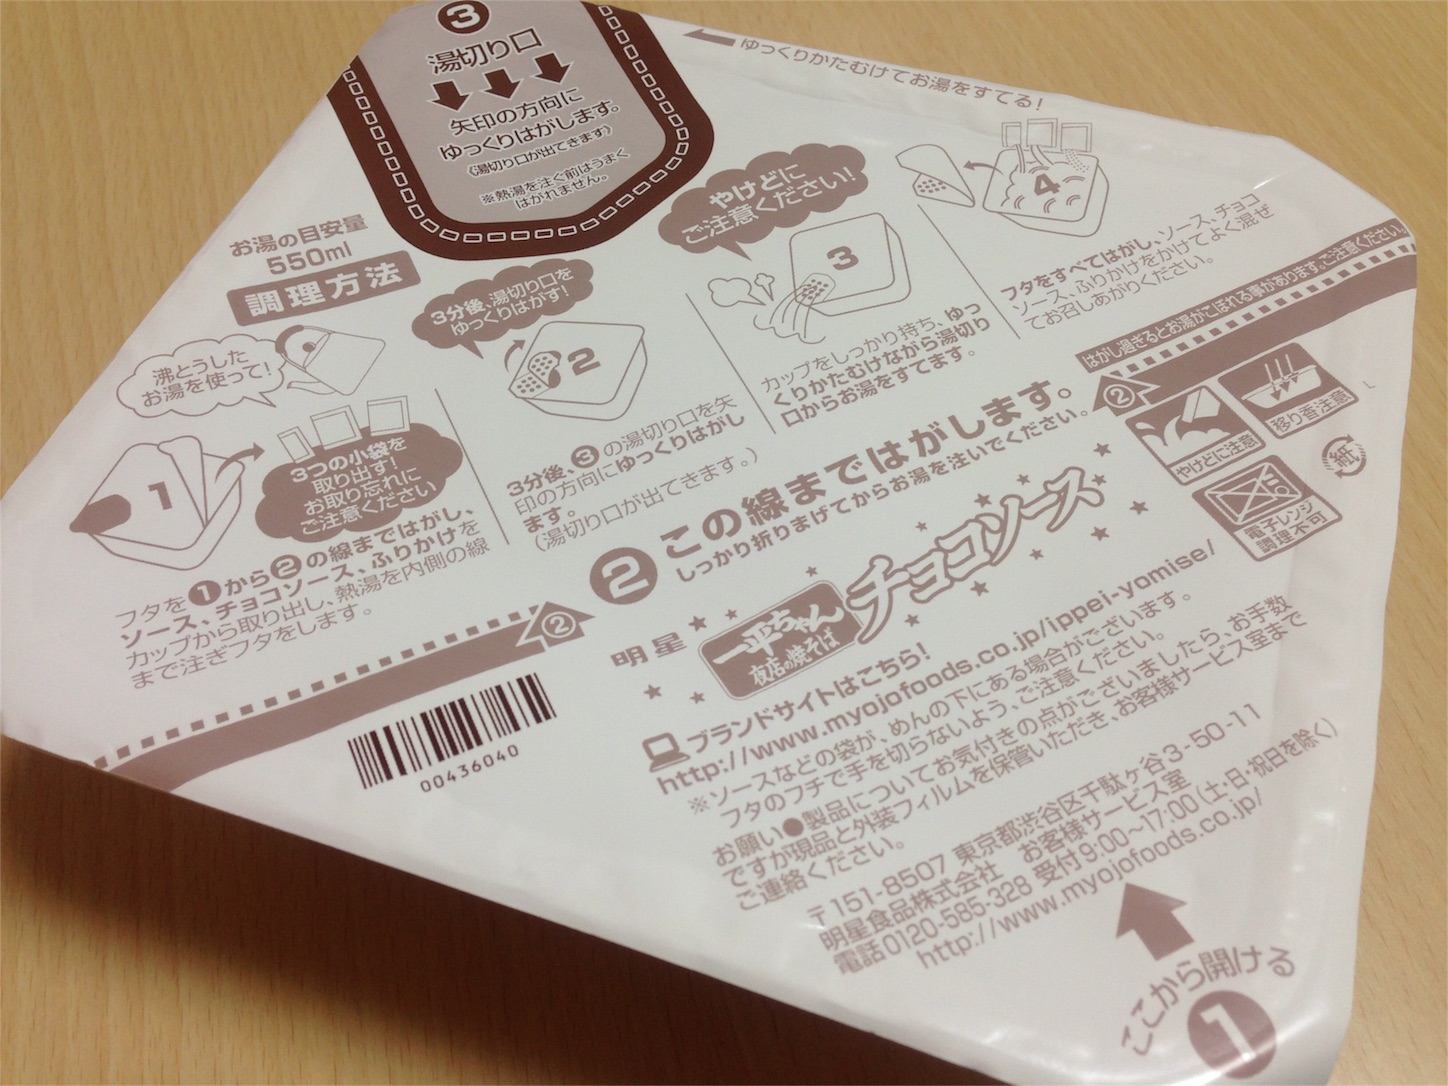 3
湯切り口
矢印の方向に
ゆっくりはがします。
(湯切り口が出てきます)
※熱湯を注ぐ前はうまく
はがれません。
ゆっくりかたむけてお湯をすてる!
お湯の目安量
550ml
調理方法
沸とうした
お湯を使って!
1
3つの小袋を
取り出す!
お取り忘れに
ご注意ください
フタを1から2の線まではがし、
ソース、チョコソース、ふりかけを
カップから取り出し、熱湯を内側の線
まで注ぎフタをします。
3分後、湯切り口を
ゆっくりはがす!
2
3分後、3の湯切り口を矢
印の方向にゆっくりはがし
ます。
(湯切り口が出てきます。)
やけどに
ご注意ください!
3
カップをしっかり持ち、ゆっ
くりかたむけながら湯切り
口からお湯をすてます。
4
フタをすべてはがし、ソース、チョコ
ソース、ふりかけをかけてよく混ぜ
てお召しあがりください。
はがし過ぎるとお湯がこぼれる事があります。ご注意ください。
2
2
2 この線まではがします。
しっかり折りまげてからお湯を注いでください。
やけどに注意
移り香注意
電子レンジ
調理不可
紙
明星
一平ちゃん
夜店の焼そば
チョコソース
00436040
ブランドサイトはこちら!
http://www.myojofoods.co.jp/ippei-yomise/
※ソースなどの袋が、めんの下にある場合がございます。
フタのフチで手を切らないよう、ご注意ください。
お願い●製品についてお気付きの点がございましたら、お手数
ですが現品と外装フィルムを保管いただき、お客様サービス室まで
ご連絡ください。
〒151-8507 東京都渋谷区千駄ヶ谷3-50-11
明星食品株式会社 お客様サービス室
電話0120-585-328 受付9:00~17:00(土・日・祝日を除く)
http://www.myojofoods.co.jp/
ここから開ける
1